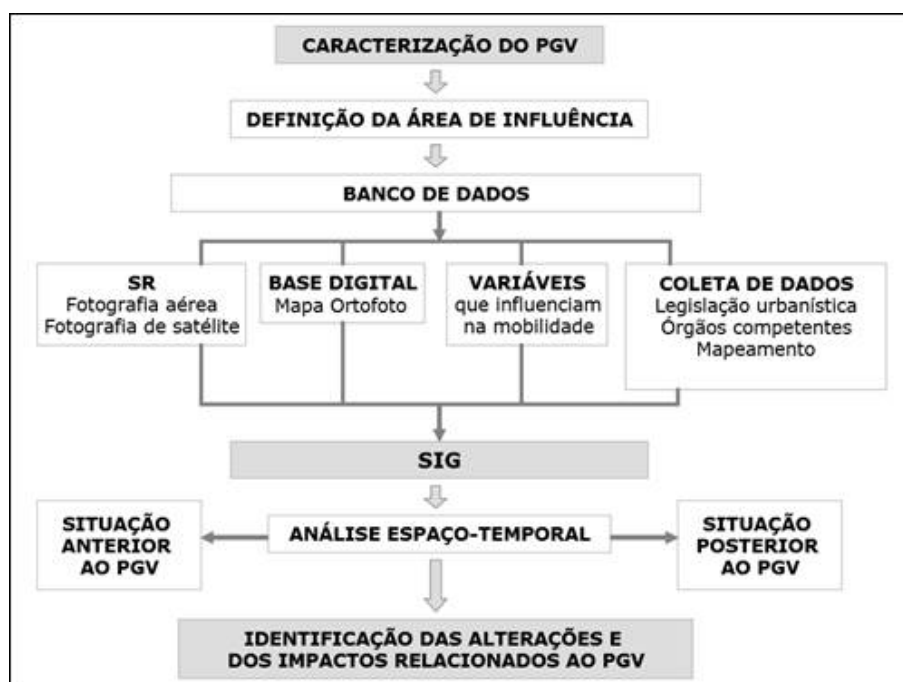 CARACTERIZAÇÃO DO PGV
DEFINIÇÃO DA ÁREA DE INFLUÊNCIA
BANCO DE DADOS
SR
Fotografia aérea
Fotografia de satélite
BASE DIGITAL
Mapa Ortofoto
VARIÁVEIS
que influenciam
na mobilidade
COLETA DE DADOS
Legislação urbanística
Órgãos competentes
Mapeamento
SIG
SITUAÇÃO
ANTERIOR
AO PGV
ANÁLISE ESPAÇO-TEMPORAL
SITUAÇÃO
POSTERIOR
AO PGV
IDENTIFICAÇÃO DAS ALTERAÇÕES E
DOS IMPACTOS RELACIONADOS AO PGV